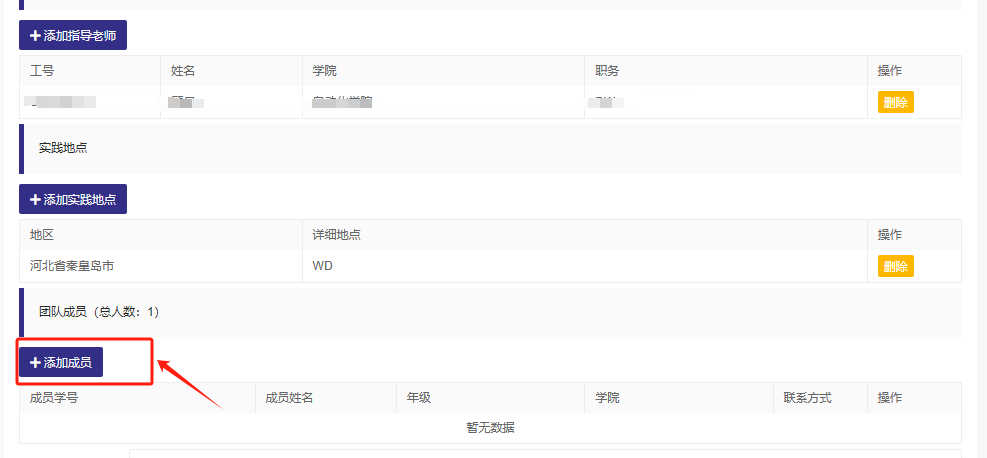 添加指导老师
工号 姓名 学院 职务 操作
删除
实践地点
添加实践地点
地区 详细地点 操作
河北省秦皇岛市 WD 删除
团队成员（总人数：1）
添加成员
成员学号 成员姓名 年级 学院 联系方式 操作
暂无数据